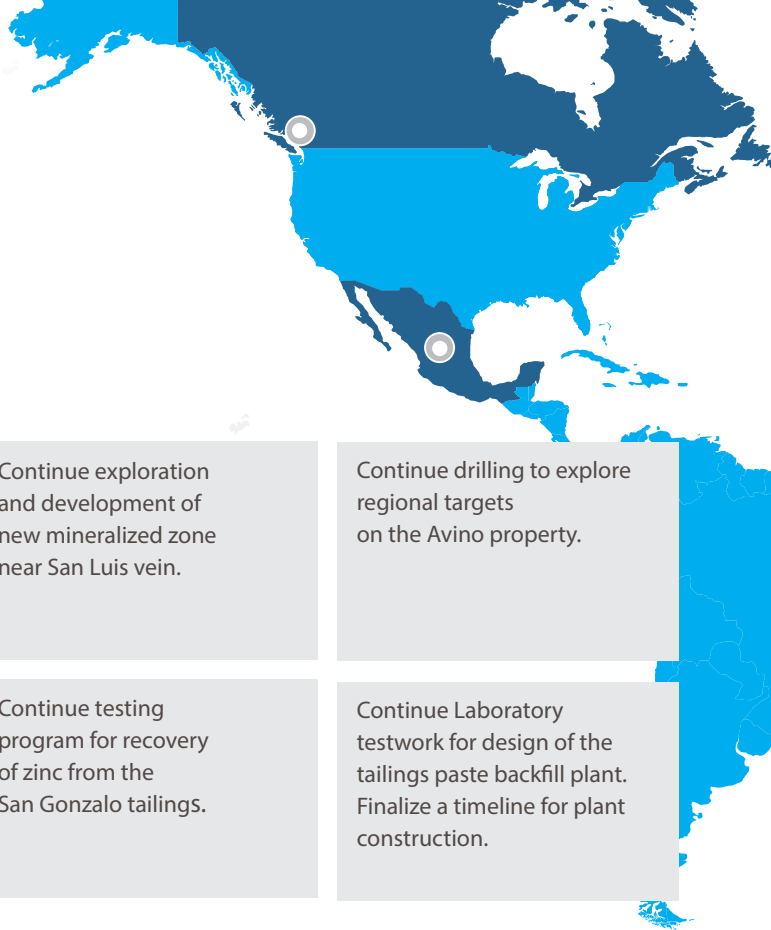 Continue exploration
and development of
new mineralized zone
near San Luis vein.
Continue drilling to explore
regional targets
on the Avino property.
Continue testing
program for recovery
of zinc from the
San Gonzalo tailings.
Continue Laboratory
testwork for design of the
tailings paste backfill plant.
Finalize a timeline for plant
construction.